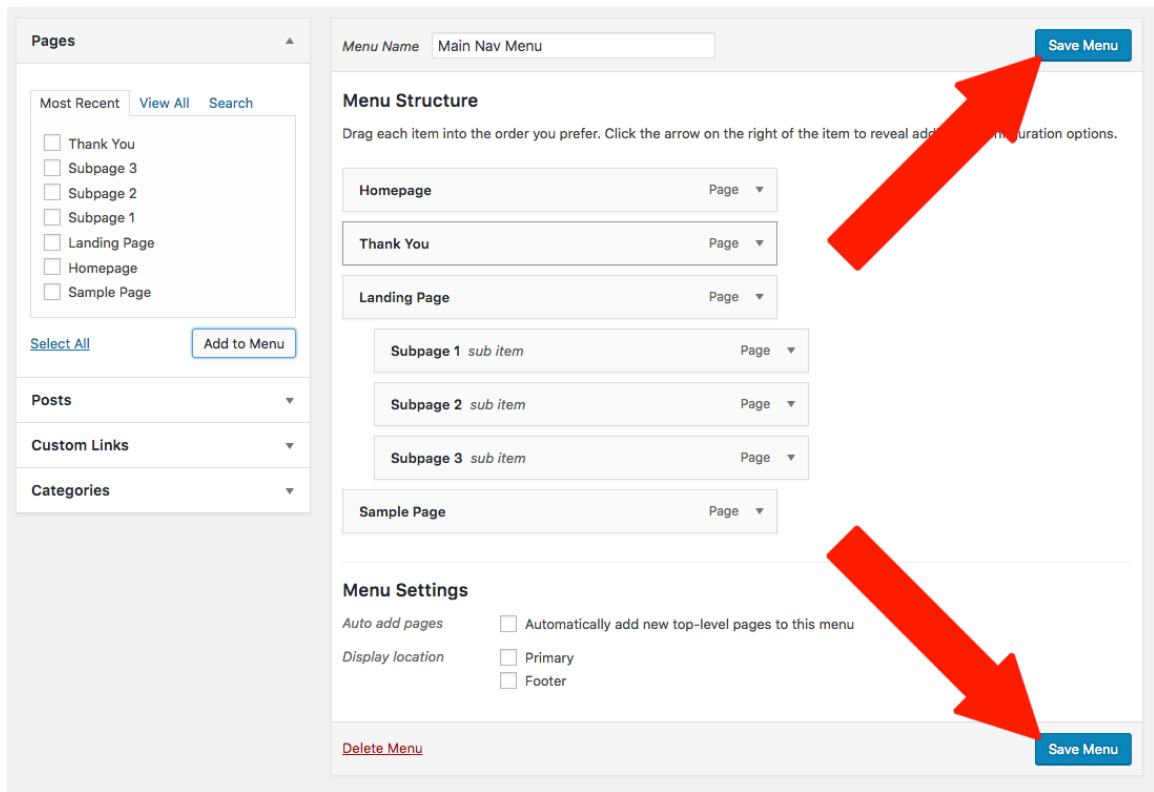 Pages
Most Recent View All Search
Thank You
Subpage 3
Subpage 2
Subpage 1
Landing Page
Homepage
Sample Page
Select All Add to Menu
Posts
Custom Links
Categories
Menu Name Main Nav Menu Save Menu
Menu Structure
Drag each item into the order you prefer. Click the arrow on the right of the item to reveal options.
Homepage Page
Thank You Page
Landing Page Page
Subpage 1 sub item Page
Subpage 2 sub item Page
Subpage 3 sub item Page
Sample Page Page
Menu Settings
Auto add pages Automatically add new top-level pages to this menu
Display location Primary
Footer
Delete Menu Save Menu